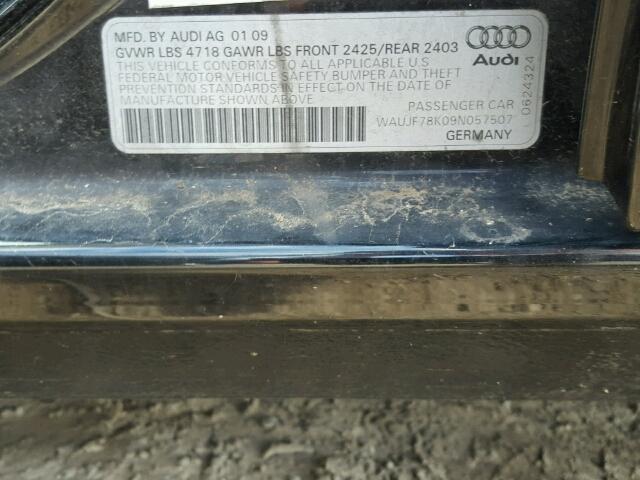 MFD. BY AUDI AG 01 09
GVWR LBS 4718 GAWR LBS FRONT 2425/REAR 2403
THIS VEHICLE CONFORMS TO ALL APPLICABLE U.S
FEDERAL MOTOR VEHICLE SAFETY BUMPER AND THEFT
PREVENTION STANDARDS IN EFFECT ON THE DATE OF
MANUFACTURE SHOWN ABOVE
Audi
0624324
PASSENGER CAR
WAUJF78K09N057507
GERMANY